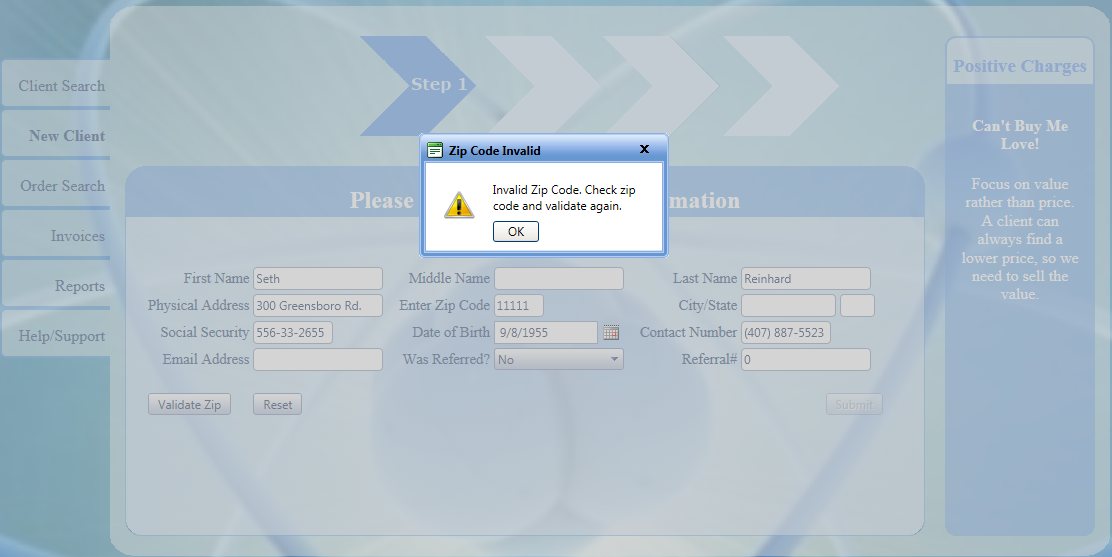 Step 1
Client Search
New Client
Order Search
Invoices
Reports
Help/Support
Zip Code Invalid
Invalid Zip Code. Check zip
code and validate again.
OK
Please
mation
First Name Seth
Middle Name
Last Name Reinhard
Physical Address 300 Greensboro Rd.
Enter Zip Code 11111
City/State
Social Security 556-33-2655
Date of Birth 9/8/1955
Contact Number (407) 887-5523
Email Address
Was Referred? No
Referral# 0
Validate Zip
Reset
Submit
Positive Charges
Can't Buy Me
Love!
Focus on value
rather than price.
A client can
always find a
lower price, so we
need to sell the
value.